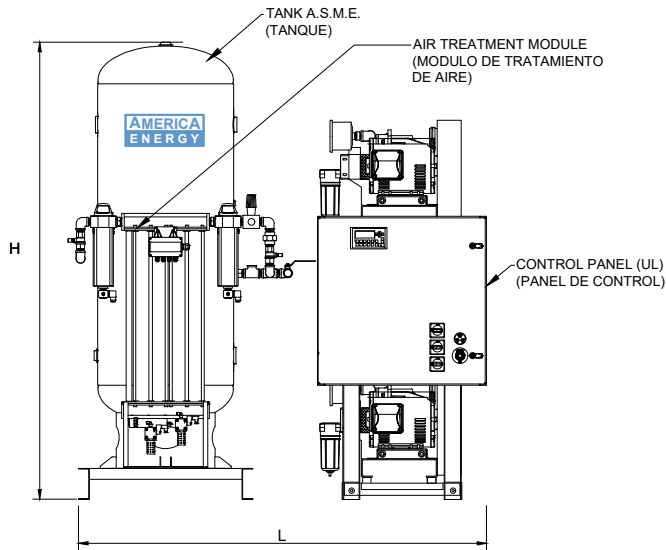 TANK A.S.M.E.
(TANQUE)
AIR TREATMENT MODULE
(MODULO DE TRATAMIENTO
DE AIRE)
AMERICA
ENERGY
H
CONTROL PANEL (UL)
(PANEL DE CONTROL)
L